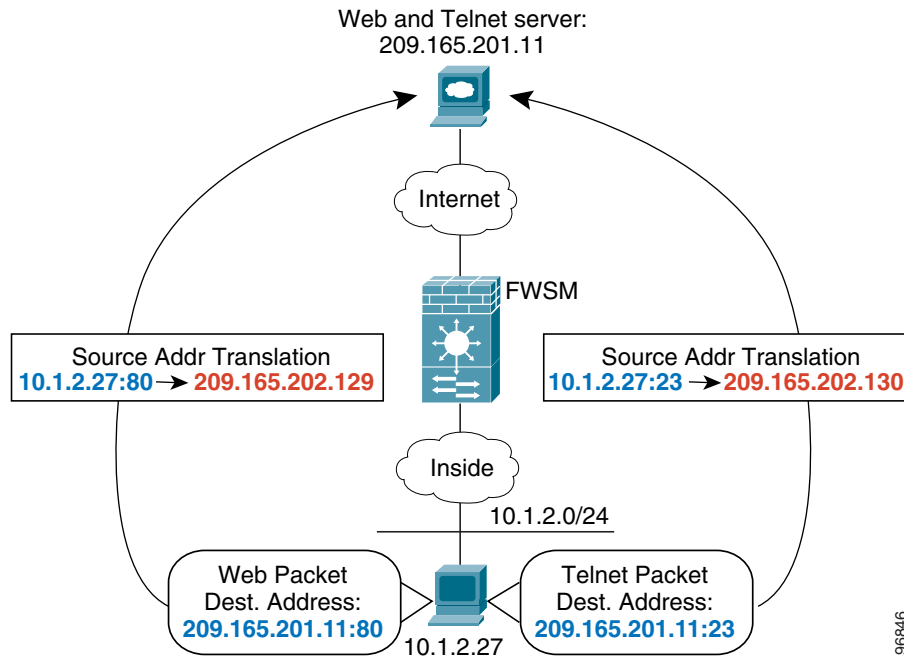 Web and Telnet server:
209.165.201.11
Internet
FWSM
Source Addr Translation
10.1.2.27:80 → 209.165.202.129
Source Addr Translation
10.1.2.27:23 → 209.165.202.130
Inside
10.1.2.0/24
Web Packet
Dest. Address:
209.165.201.11:80
Telnet Packet
Dest. Address:
209.165.201.11:23
10.1.2.27
96846